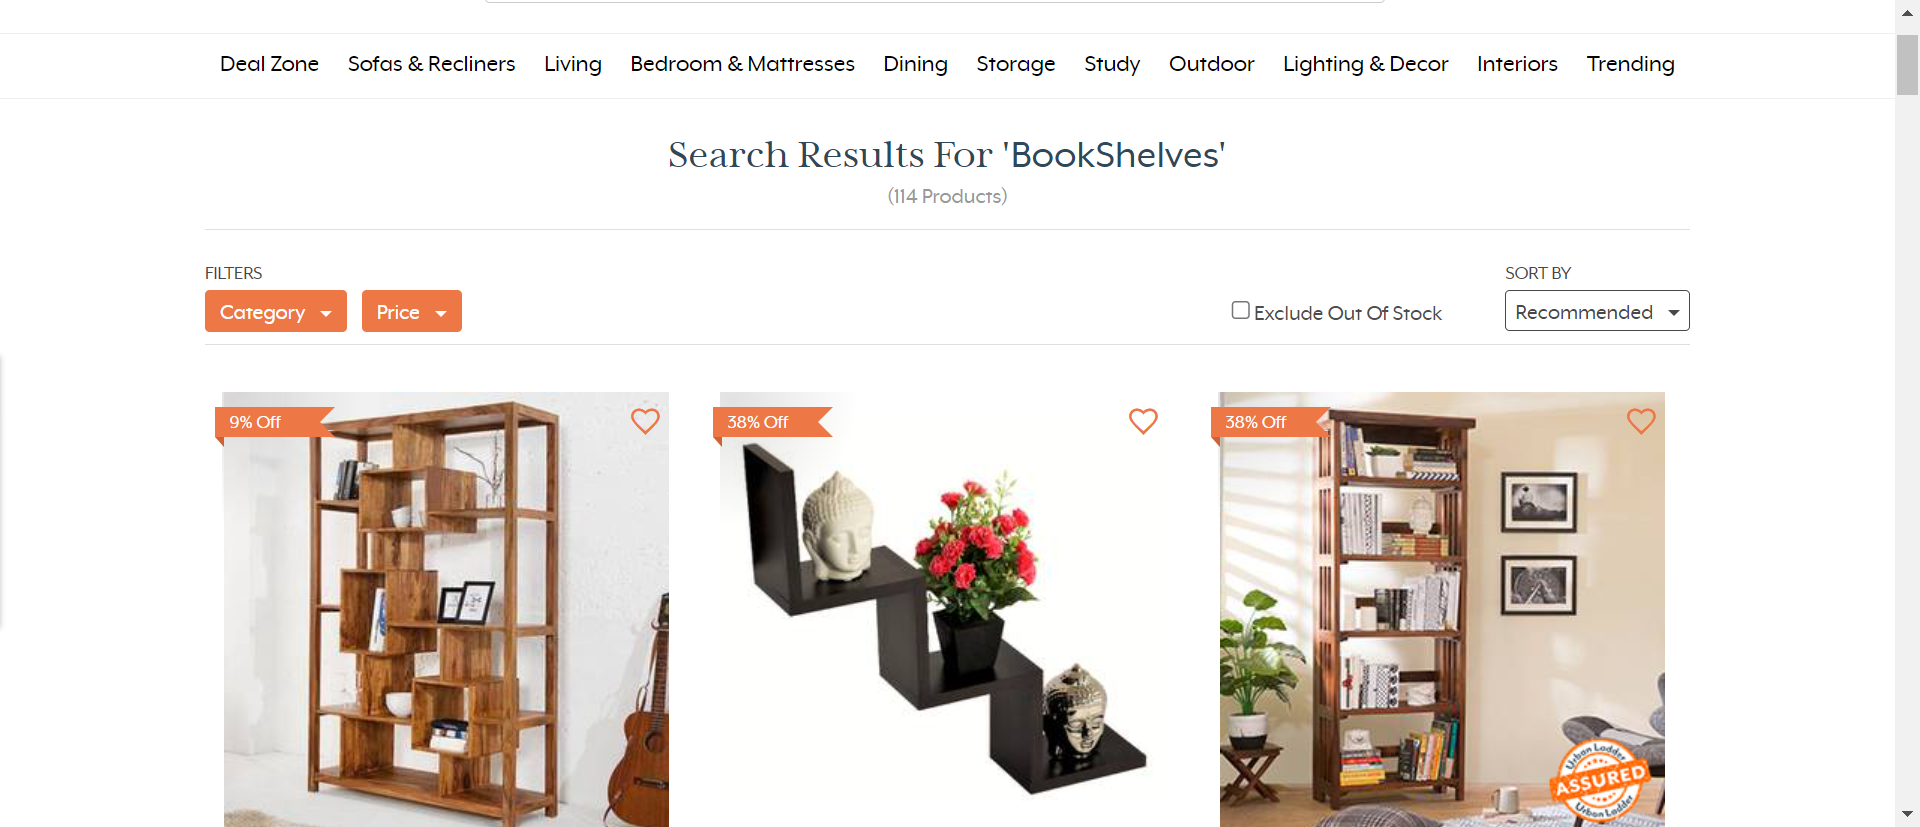 Deal Zone Sofas & Recliners Living Bedroom & Mattresses Dining Storage Study Outdoor Lighting & Decor Interiors Trending
Search Results For 'BookShelves'
(114 Products)
FILTERS
SORT BY
Category Price
Exclude Out Of Stock
Recommended
9% Off
38% Off
38% Off
Urban Ladder
ASSURED
Urban Ladder